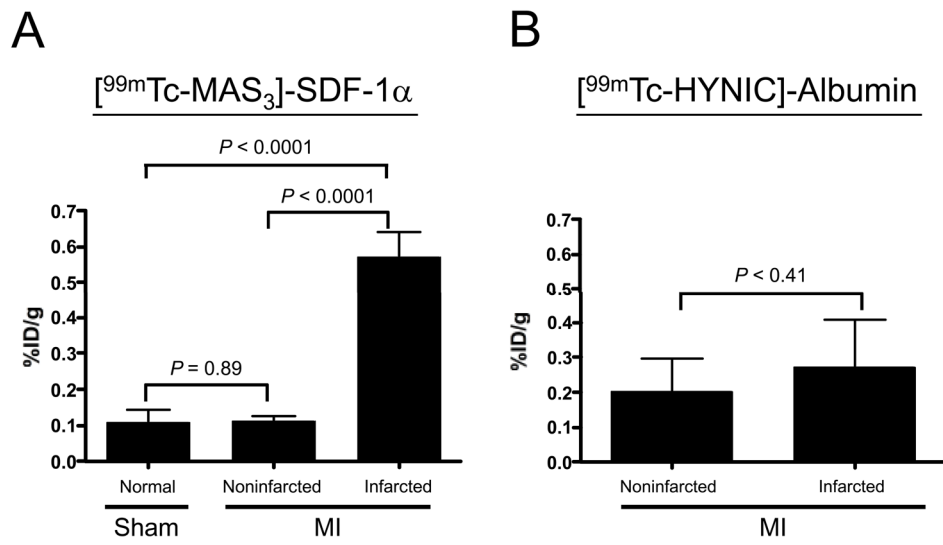 A
[99mTc-MAS3]-SDF-1α
P < 0.0001
P < 0.0001
P = 0.89
%ID/g
0.7
0.6
0.5
0.4
0.3
0.2
0.1
0.0
Normal
Noninfarcted
Infarcted
Sham
MI
B
[99mTc-HYNIC]-Albumin
P < 0.41
%ID/g
0.7
0.6
0.5
0.4
0.3
0.2
0.1
0.0
Noninfarcted
Infarcted
MI